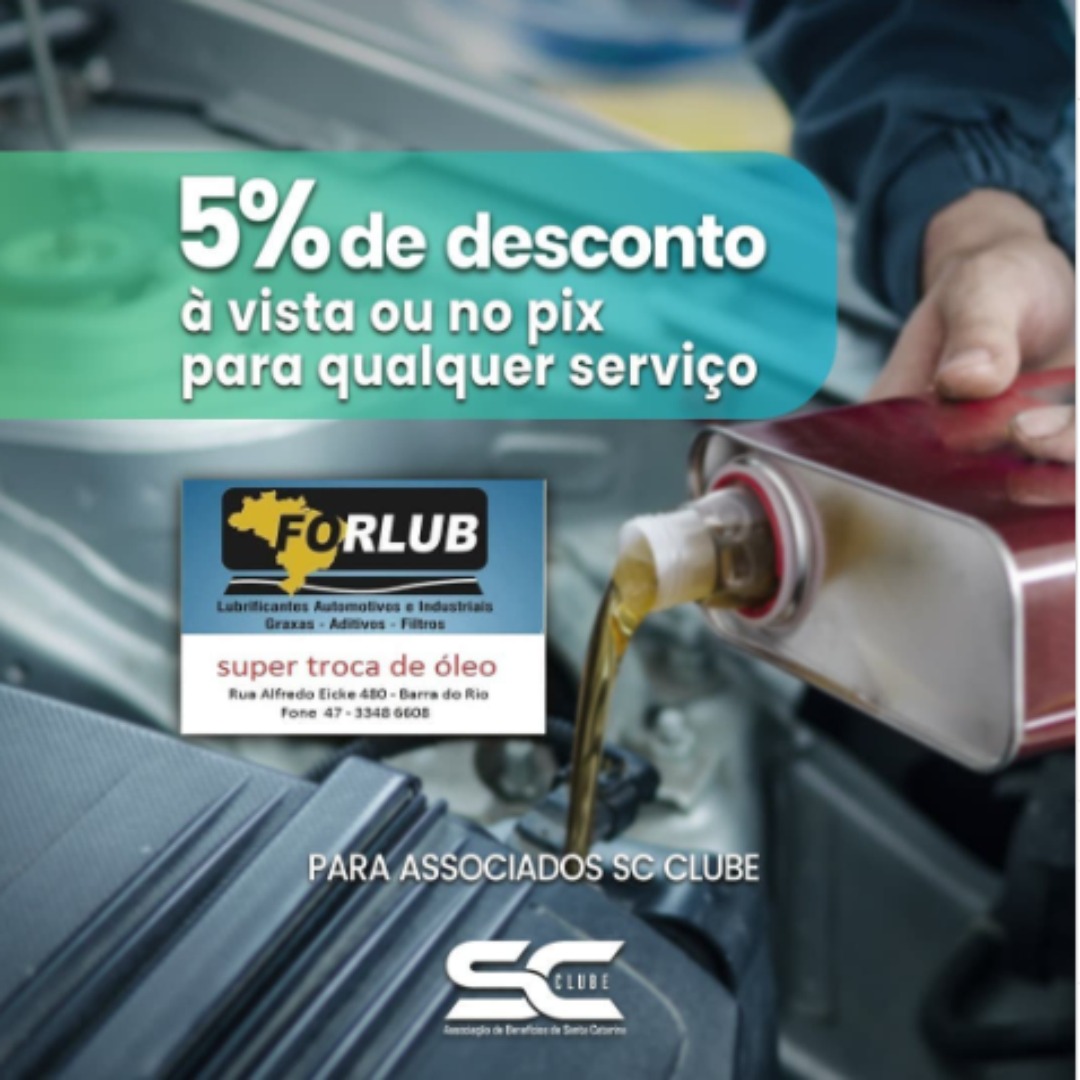 5% de desconto
à vista ou no pix
para qualquer serviço
FORLUB
Lubrificantes Automotivos e Industriais
Graxas - Aditivos - Filtros
super troca de óleo
Rua Alfredo Eicke 480 - Barra do Rio
Fone 47 - 3348 6608
PARA ASSOCIADOS SC CLUBE
SC CLUBE
Associação de Benefícios de Santa Catarina